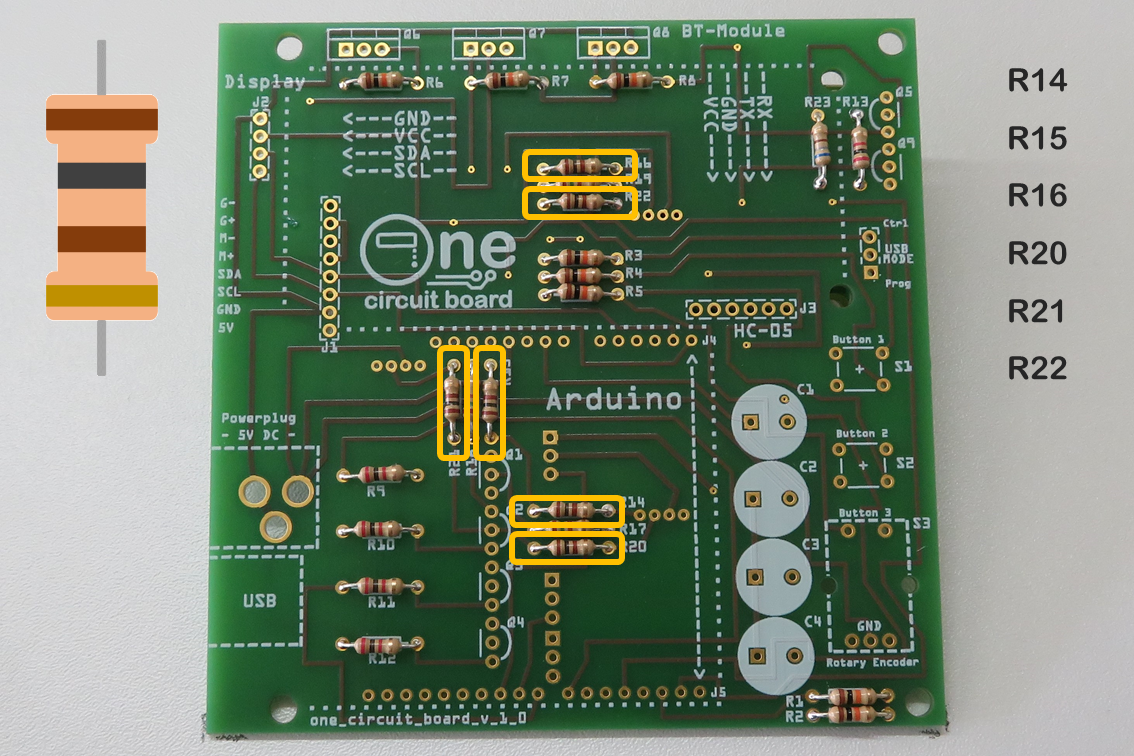 Q6
Q7
Q8
BT-Module
Display
R6
R7
R8
J2
VCC
GND
TX
RX
R23
R13
Q5
<---GND--
<---VCC--
<---SDA--
<---SCL--
Q9
R16
R19
R22
G-
G+
M-
M+
SDA
SCL
GND
5V
J1
One
circuit board
R3
R4
R5
Ctrl
USB
MODE
Prog
J3
HC-05
J4
Button 1
S1
Arduino
C1
Powerplug
- 5V DC -
Q1
Button 2
S2
C2
R9
R14
R17
R20
Button 3
S3
R10
C3
R11
USB
Q4
C4
GND
R12
Rotary Encoder
J5
R1
R2
one_circuit_board_v_1_0
R14
R15
R16
R20
R21
R22